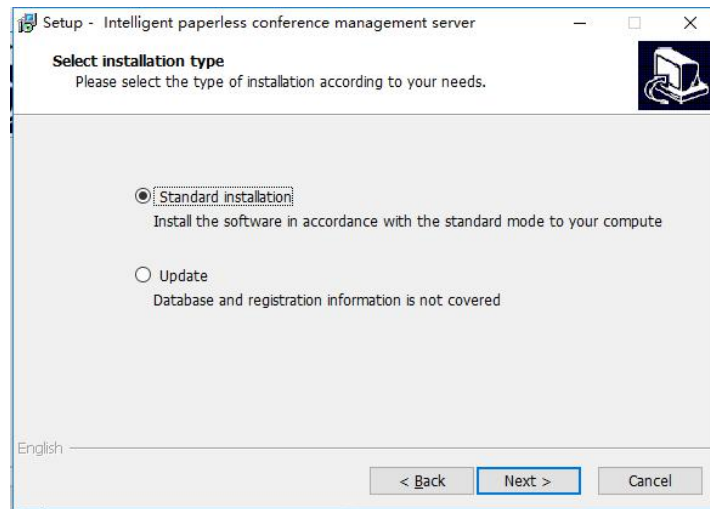 Setup - Intelligent paperless conference management server
Select installation type
Please select the type of installation according to your needs.
Standard installation
Install the software in accordance with the standard mode to your compute
Update
Database and registration information is not covered
English
< Back Next > Cancel